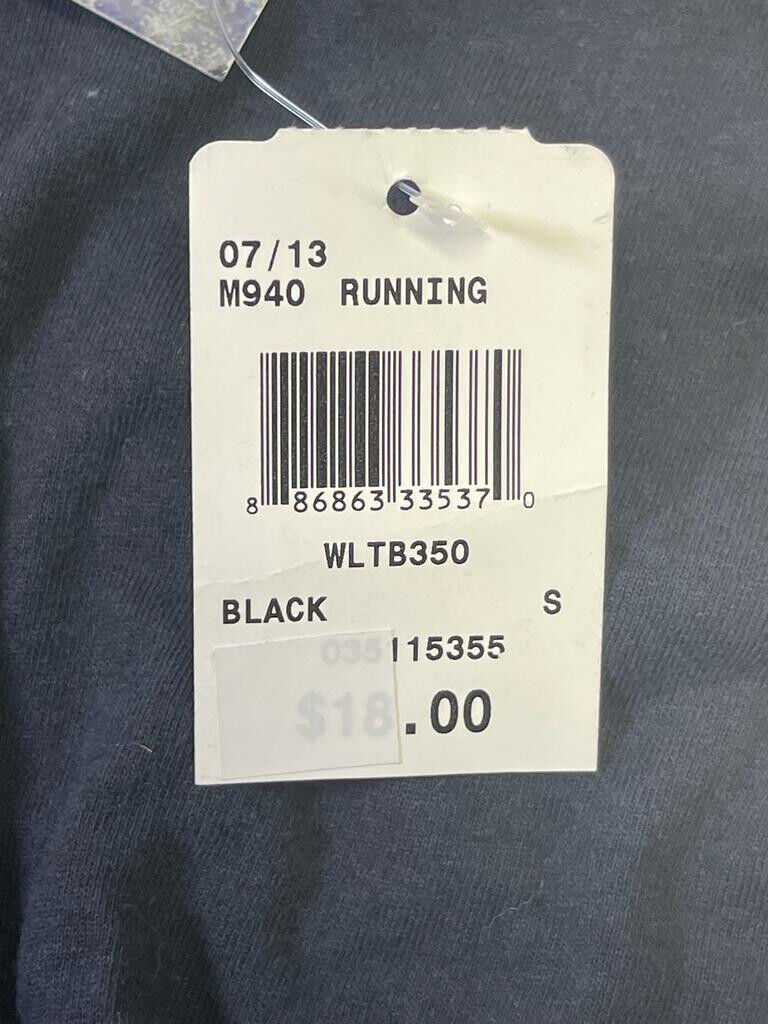 07/13
M940 RUNNING
8 86863 33537 0
WLTB350
BLACK S
035115355
$18.00